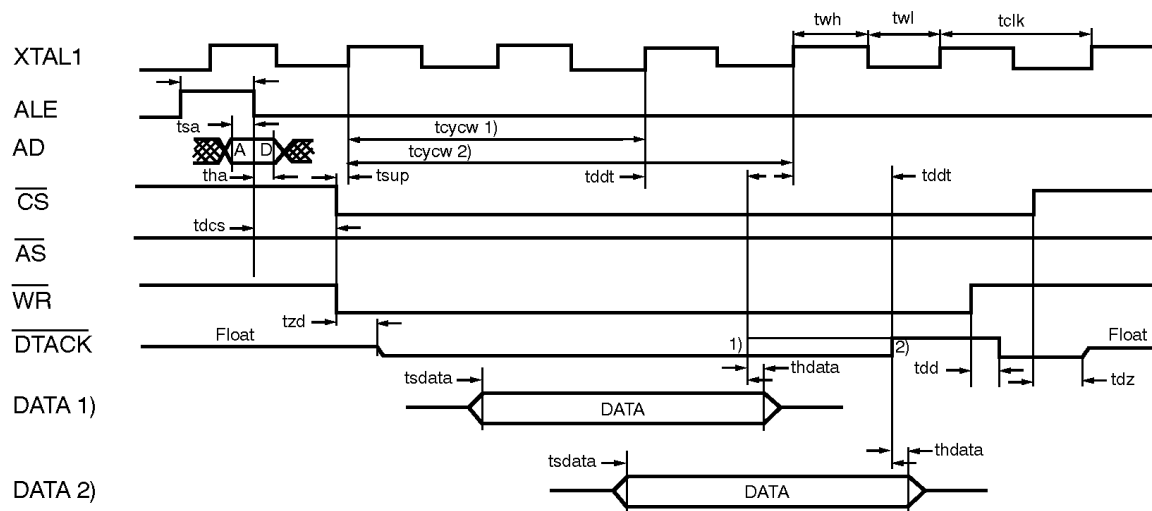 twh twl tclk
XTAL1
ALE
tsa
tcycw 1)
AD A D
tcycw 2)
tha tsup tddt tddt
CS
tdcs
AS
WR
tzd
Float Float
DTACK 1) 2)
tsdata thdata tdd tdz
DATA 1) DATA
tsdata thdata
DATA 2) DATA